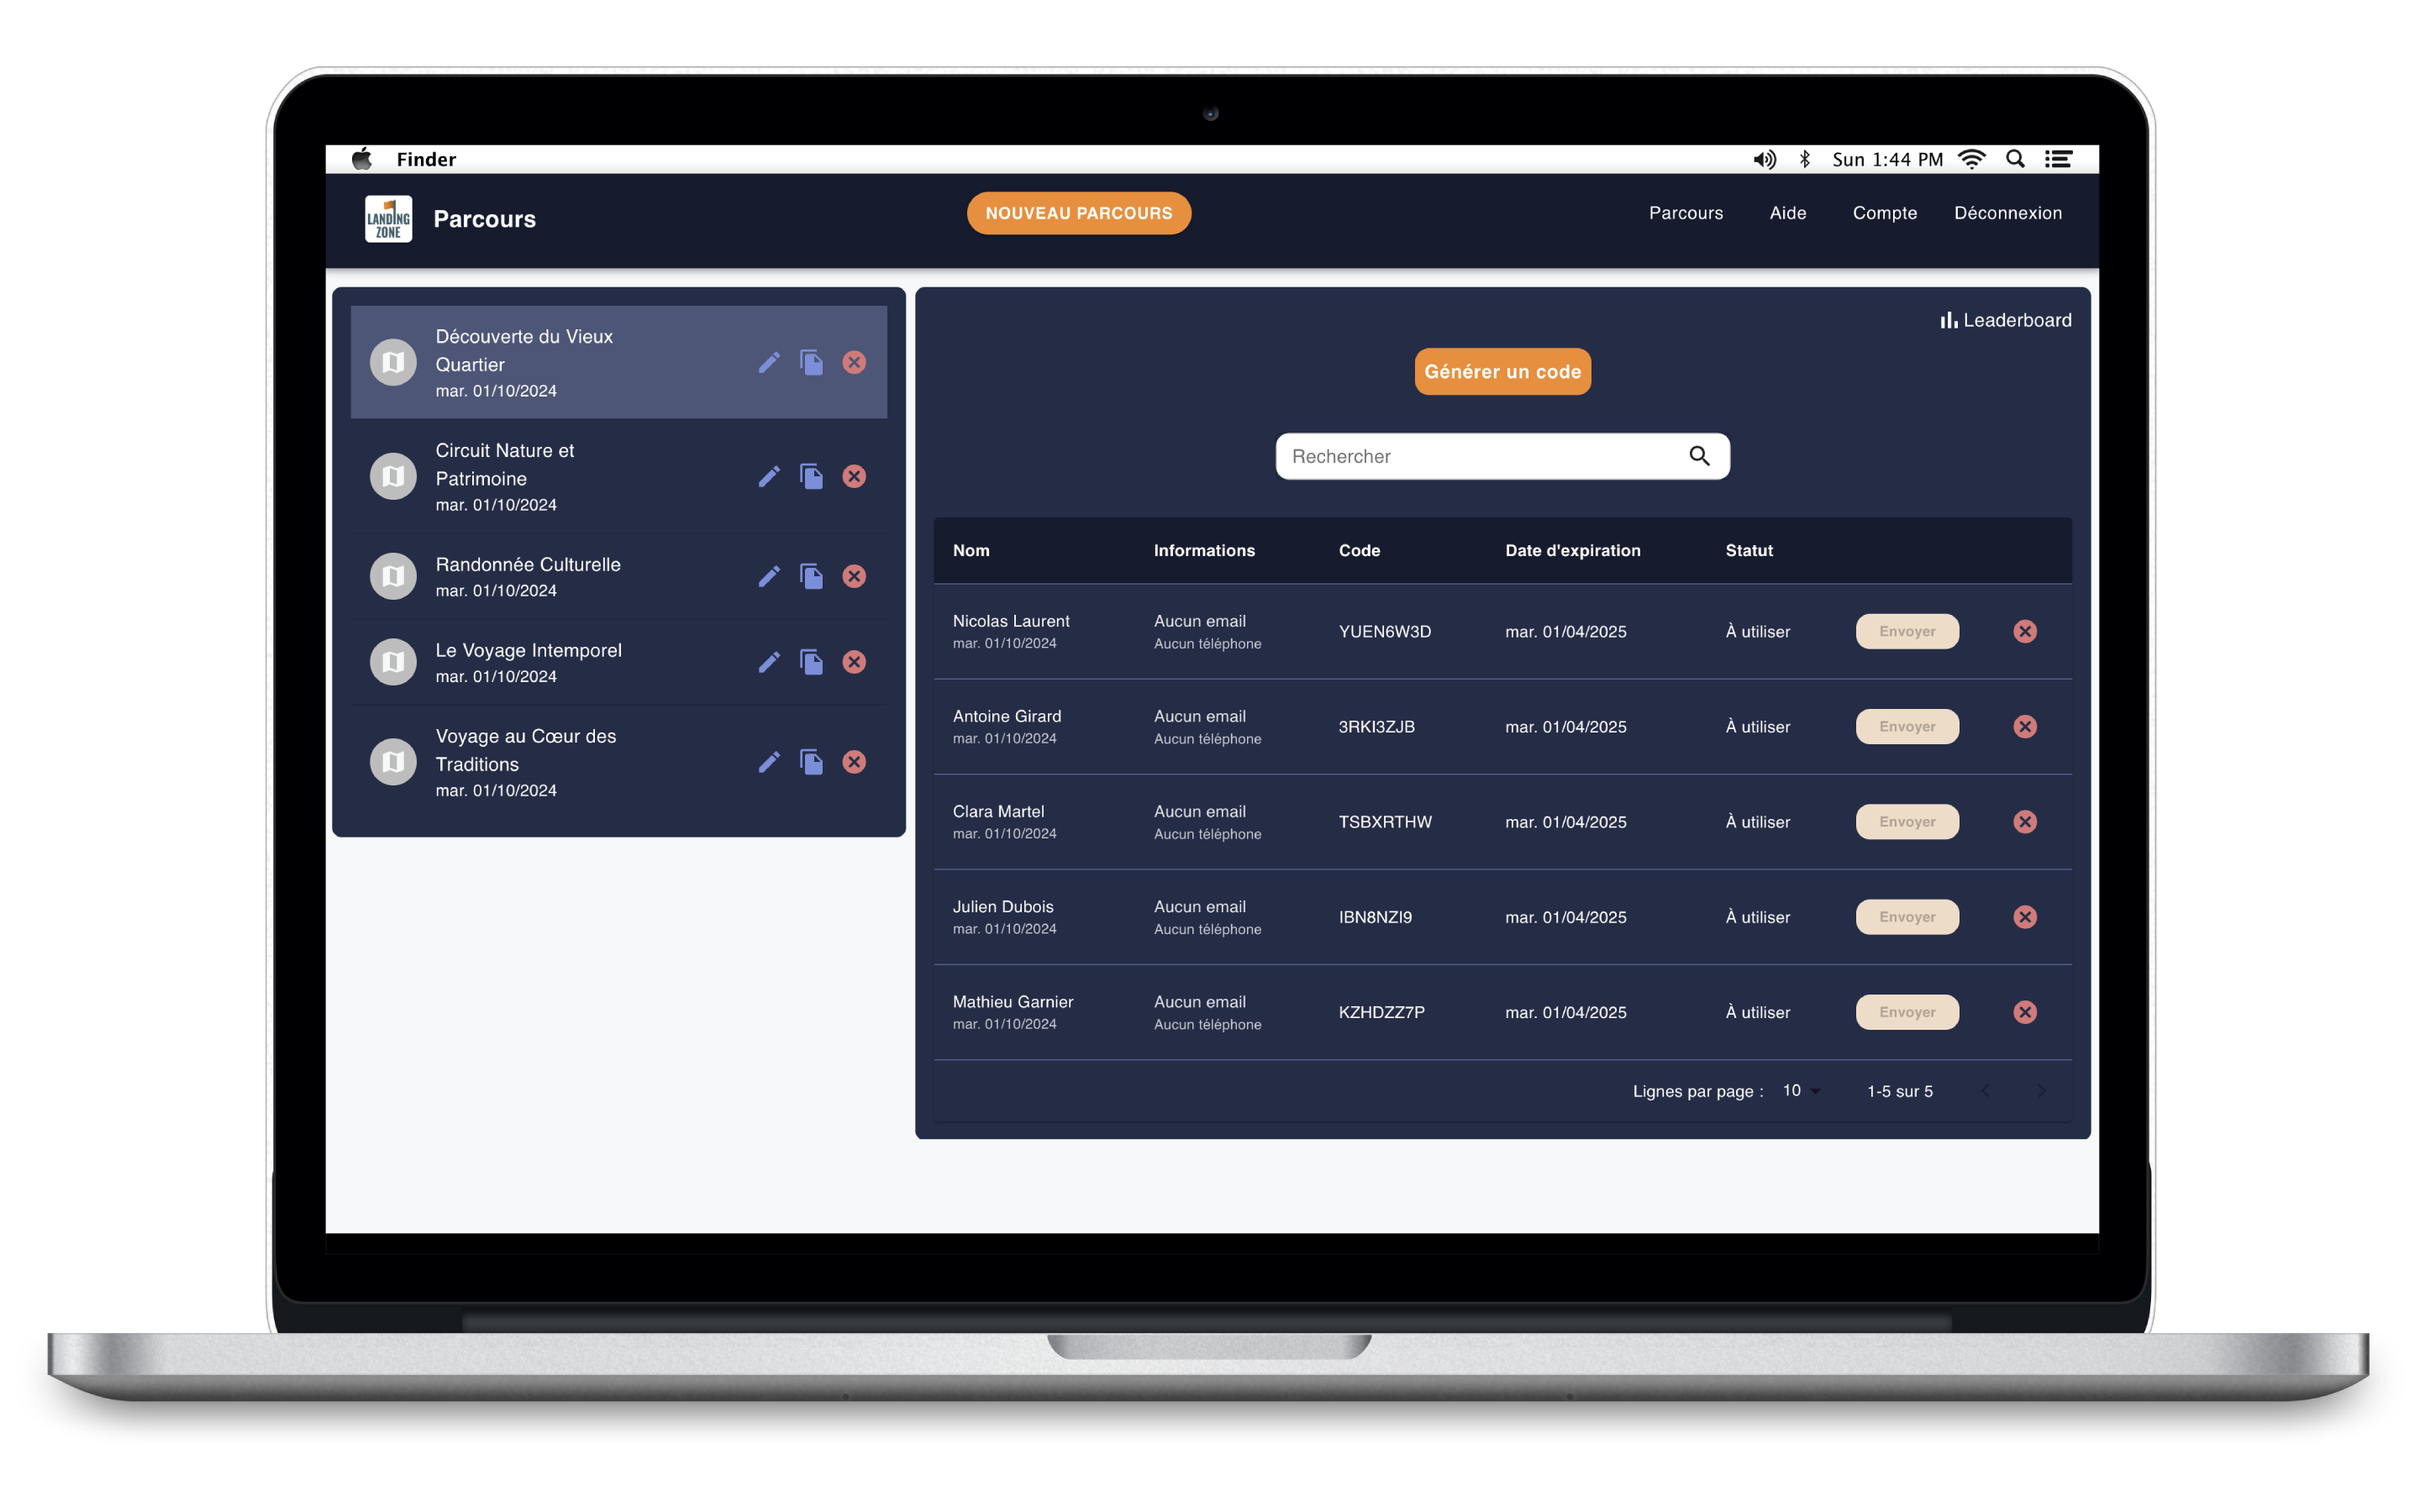 Finder
Sun 1:44 PM
LANDING
ZONE
Parcours
NOUVEAU PARCOURS
Parcours
Aide
Compte
Déconnexion
Découverte du Vieux
Quartier
mar. 01/10/2024
Circuit Nature et
Patrimoine
mar. 01/10/2024
Randonnée Culturelle
mar. 01/10/2024
Le Voyage Intemporel
mar. 01/10/2024
Voyage au Cœur des
Traditions
mar. 01/10/2024
Leaderboard
Générer un code
Rechercher
Nom Informations Code Date d'expiration Statut
Nicolas Laurent Aucun email YUEN6W3D mar. 01/04/2025 À utiliser Envoyer
mar. 01/10/2024 Aucun téléphone
Antoine Girard Aucun email 3RKI3ZJB mar. 01/04/2025 À utiliser Envoyer
mar. 01/10/2024 Aucun téléphone
Clara Martel Aucun email TSBXRTHW mar. 01/04/2025 À utiliser Envoyer
mar. 01/10/2024 Aucun téléphone
Julien Dubois Aucun email IBN8NZI9 mar. 01/04/2025 À utiliser Envoyer
mar. 01/10/2024 Aucun téléphone
Mathieu Garnier Aucun email KZHDZZ7P mar. 01/04/2025 À utiliser Envoyer
mar. 01/10/2024 Aucun téléphone
Lignes par page : 10 1-5 sur 5